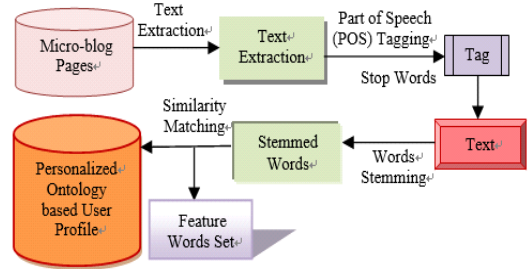 Text
Extraction
Micro-blog
Pages
Text
Extraction
Part of Speech
(POS) Tagging
Stop Words
Tag
Text
Words
Stemming
Stemmed
Words
Similarity
Matching
Feature
Words Set
Personalized
Ontology
based User
Profile